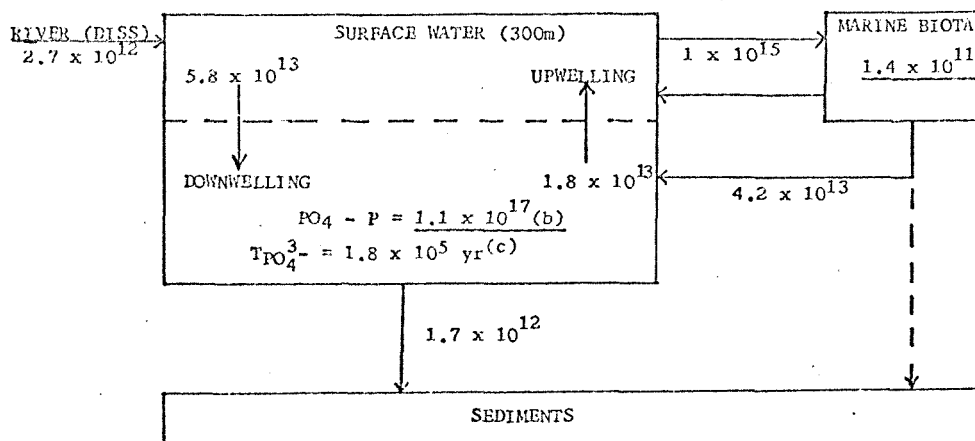 RIVER (DISS)
2.7 x 10^12
SURFACE WATER (300m)
1 x 10^15
MARINE BIOTA
1.4 x 10^11
5.8 x 10^13
UPWELLING
DOWNWELLING
1.8 x 10^13
4.2 x 10^13
PO4 - P = 1.1 x 10^17 (b)
TPO4^3- = 1.8 x 10^5 yr(c)
1.7 x 10^12
SEDIMENTS